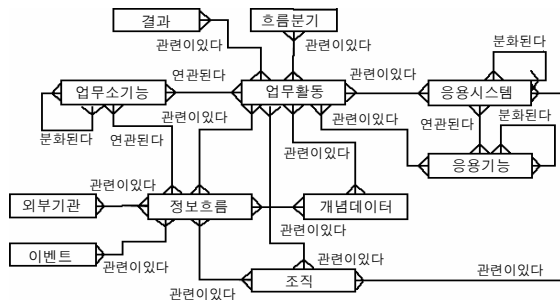 결과
흐름분기
관련이있다
관련이있다
분화된다
연관된다
관련이있다
업무소기능
업무활동
응용시스템
관련이있다
관련이있다
연관된다
분화된다
분화된다
연관된다
관련이있다
응용기능
관련이있다
외부기관
정보흐름
개념데이터
관련이있다
이벤트
관련이있다
관련이있다
조직
관련이있다
관련이있다